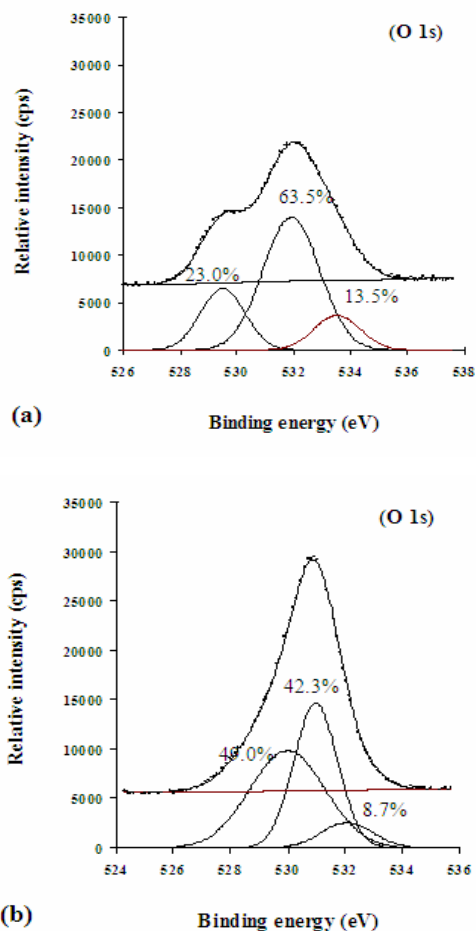 (O 1s)
35000
30000
25000
20000
15000
10000
5000
0
Relative intensity (cps)
63.5%
23.0%
13.5%
526 528 530 532 534 536 538
(a)
Binding energy (eV)
(O 1s)
35000
30000
25000
20000
15000
10000
5000
0
Relative intensity (cps)
42.3%
49.0%
8.7%
524 526 528 530 532 534 536
(b)
Binding energy (eV)